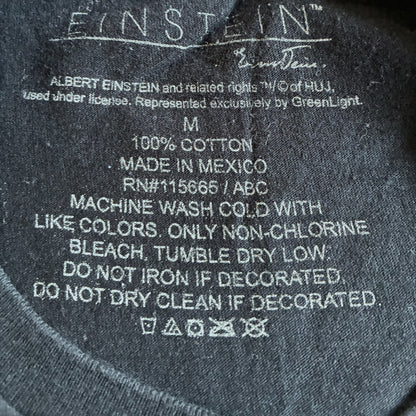 EINSTEIN™
Einstein.
ALBERT EINSTEIN and related rights ™/© of HUJ,
used under license. Represented exclusively by GreenLight.
M
100% COTTON
MADE IN MEXICO
RN#115665 / ABC
MACHINE WASH COLD WITH
LIKE COLORS. ONLY NON-CHLORINE
BLEACH. TUMBLE DRY LOW.
DO NOT IRON IF DECORATED.
DO NOT DRY CLEAN IF DECORATED.